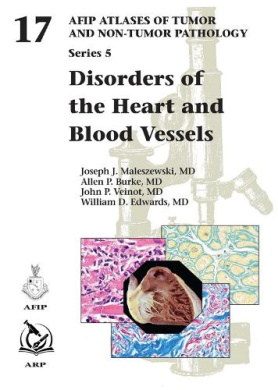 17
AFIP ATLASES OF TUMOR
AND NON-TUMOR PATHOLOGY
Series 5
Disorders of
the Heart and
Blood Vessels
Joseph J. Maleszewski, MD
Allen P. Burke, MD
John P. Veinot, MD
William D. Edwards, MD
AFIP
ARP